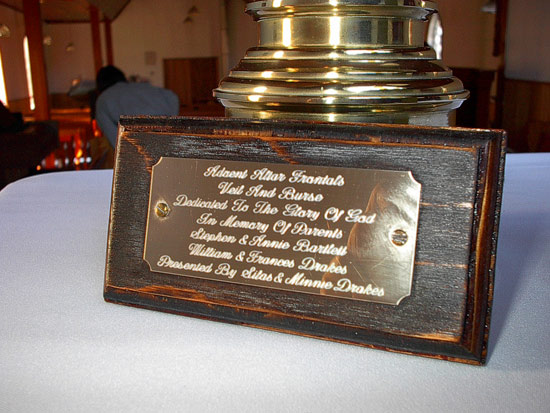 Advent Altar Frontals
Veil And Burse
Dedicated To The Glory Of God
In Memory Of Parents
Stephen & Annie Bartlett
William & Frances Drakes
Presented By Silas & Minnie Drakes